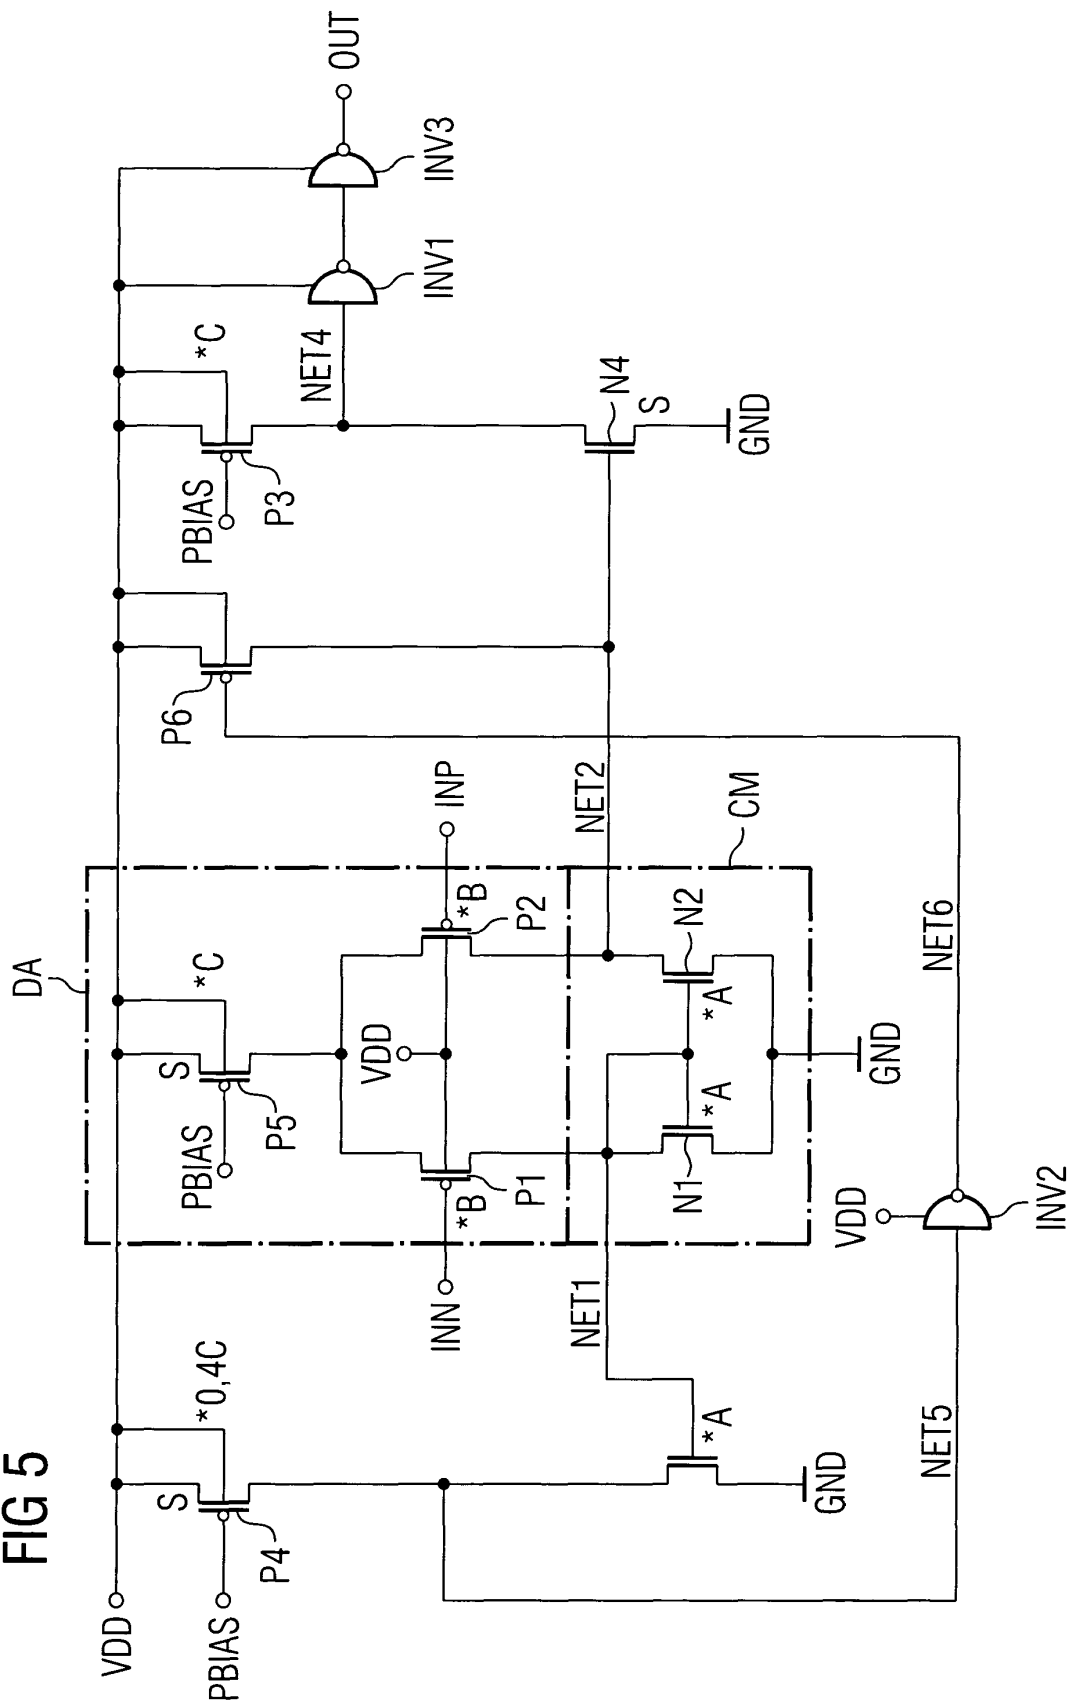 FIG 5
VDD
PBIAS
S
*0,4C
P4
*A
GND
NET5
NET1
DA
PBIAS
S
*C
P5
VDD
INN
*B
P1
INP
*B
P2
N1
*A
*A
N2
CM
GND
VDD
INV2
NET6
NET2
P6
PBIAS
*C
P3
NET4
N4
S
GND
INV1
INV3
OUT